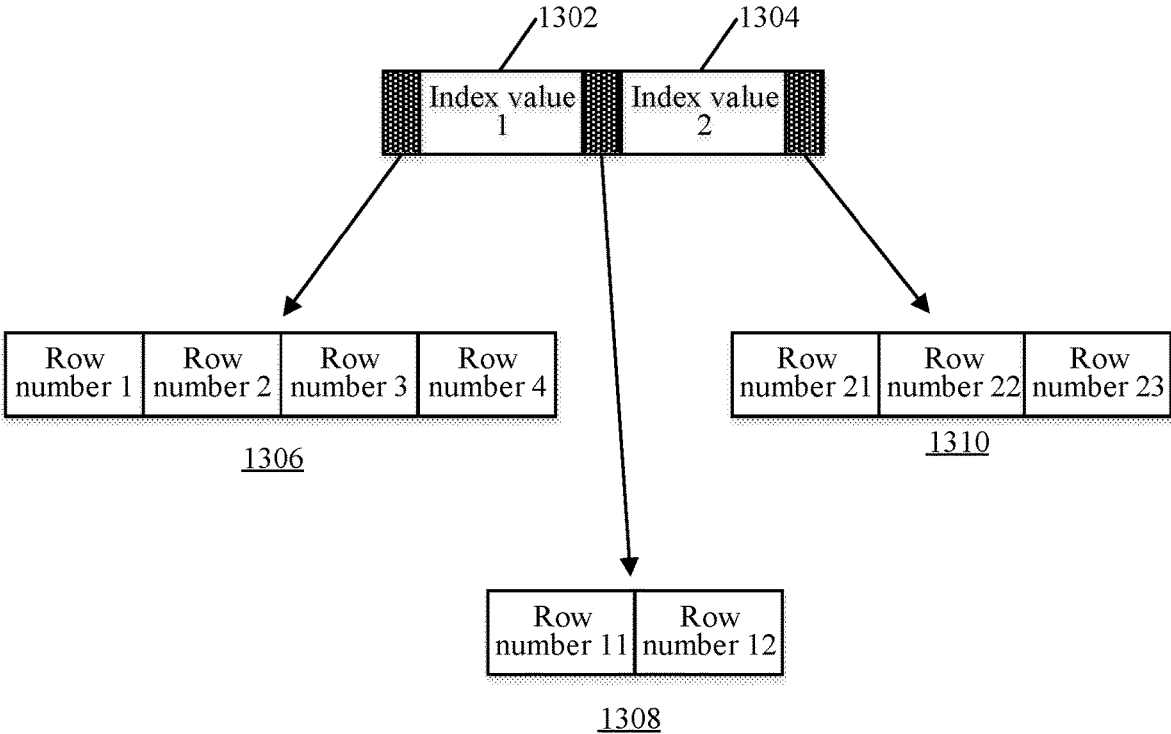 1302
1304
Index value
1
Index value
2
Row
number 1
Row
number 2
Row
number 3
Row
number 4
Row
number 21
Row
number 22
Row
number 23
1306
1310
Row
number 11
Row
number 12
1308